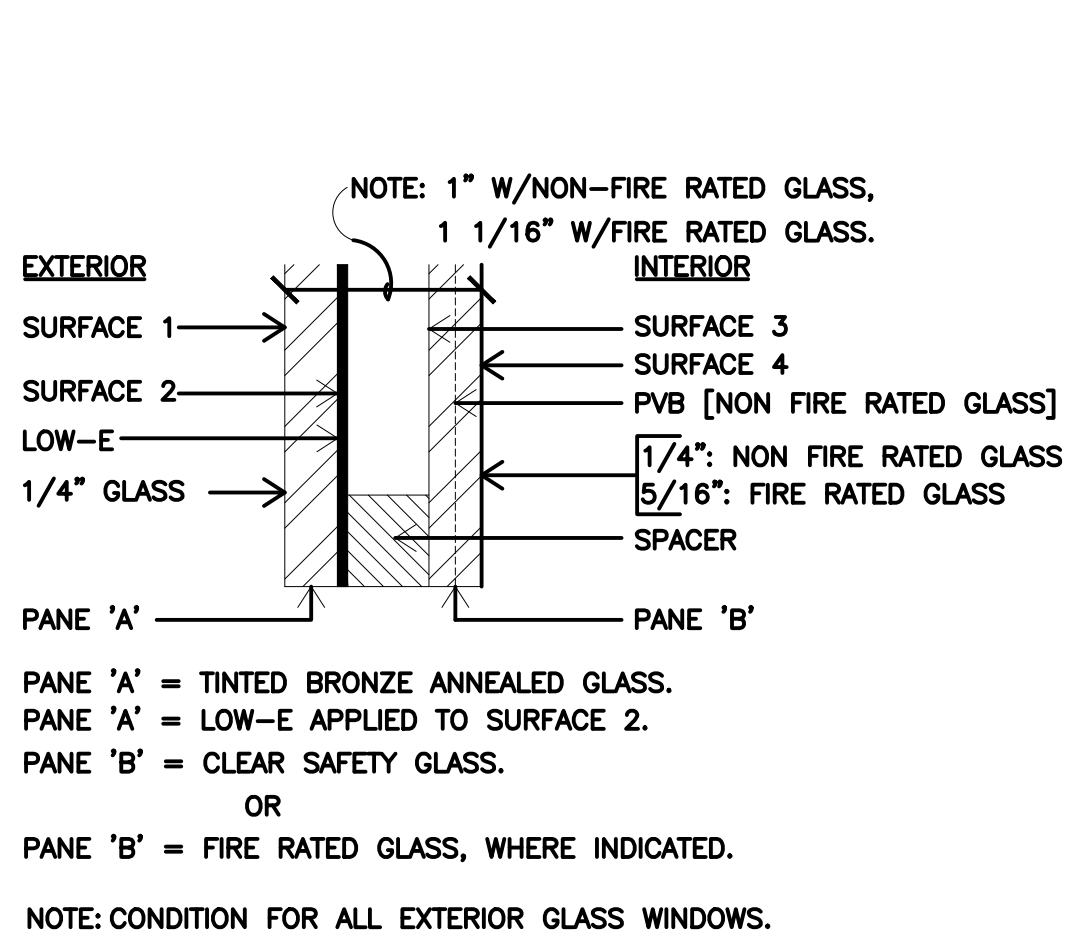 NOTE: 1" W/NON-FIRE RATED GLASS,
1 1/16" W/FIRE RATED GLASS.
EXTERIOR
INTERIOR
SURFACE 1
SURFACE 3
SURFACE 4
SURFACE 2
PVB [NON FIRE RATED GLASS]
LOW-E
1/4": NON FIRE RATED GLASS
1/4" GLASS
5/16": FIRE RATED GLASS
SPACER
PANE 'A'
PANE 'B'
PANE 'A' = TINTED BRONZE ANNEALED GLASS.
PANE 'A' = LOW-E APPLIED TO SURFACE 2.
PANE 'B' = CLEAR SAFETY GLASS.
OR
PANE 'B' = FIRE RATED GLASS, WHERE INDICATED.
NOTE: CONDITION FOR ALL EXTERIOR GLASS WINDOWS.